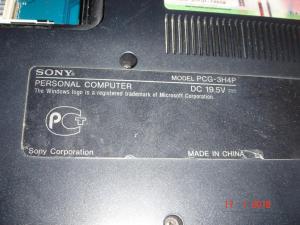 SONY
MODEL PCG-3H4P
PERSONAL COMPUTER
DC 19.5V
The Windows logo is a registered trademark of Microsoft Corporation.
Sony Corporation
MADE IN CHINA